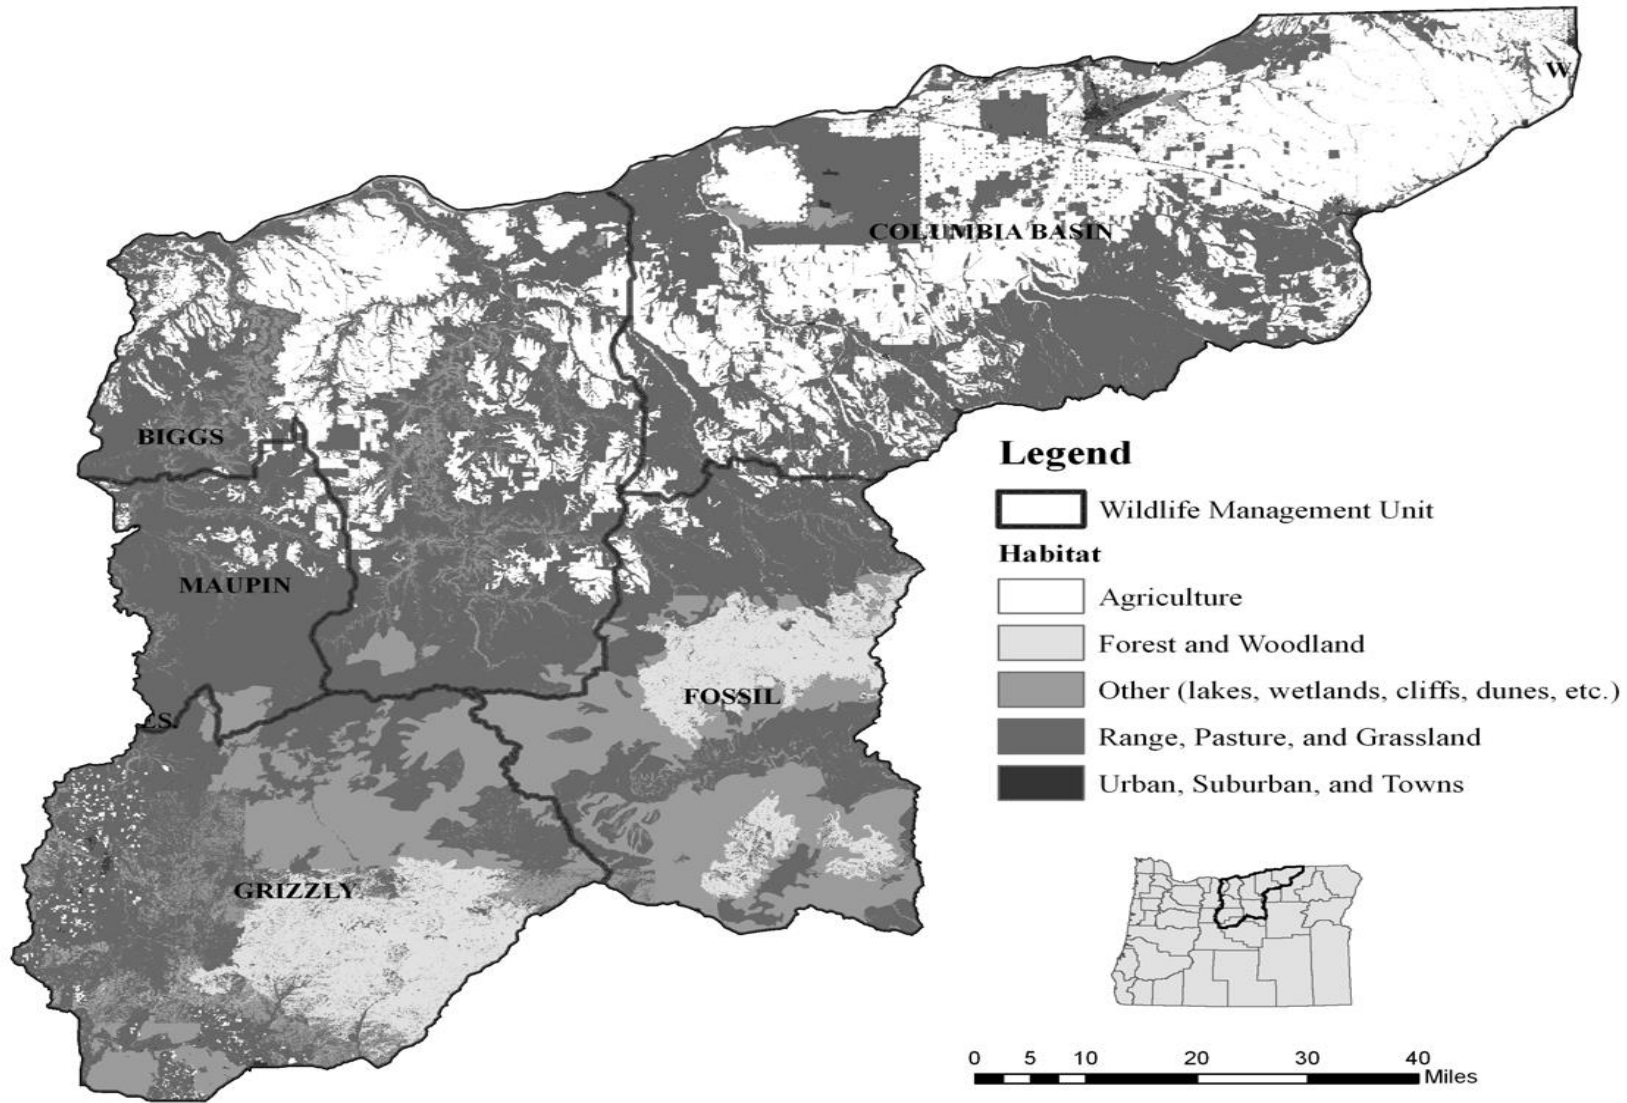 W
COLUMBIA BASIN
BIGGS
MAUPIN
FOSSIL
GRIZZLY
Legend
Wildlife Management Unit
Habitat
Agriculture
Forest and Woodland
Other (lakes, wetlands, cliffs, dunes, etc.)
Range, Pasture, and Grassland
Urban, Suburban, and Towns
0 5 10 20 30 40
Miles